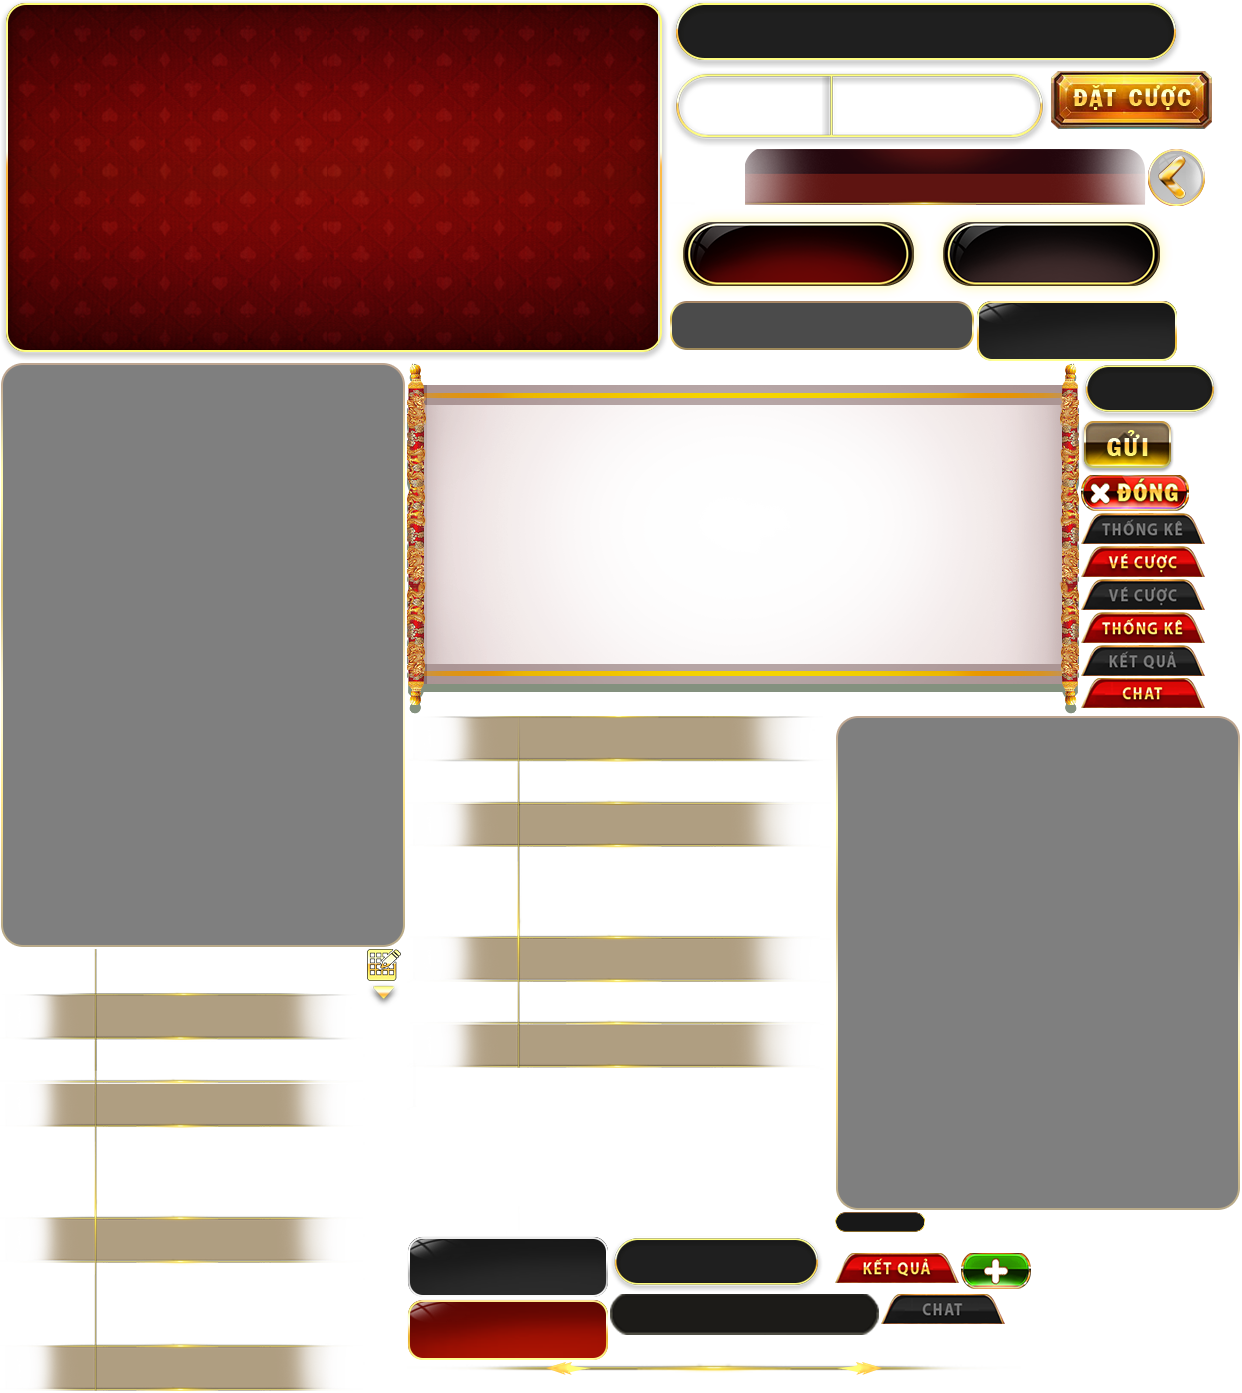 ĐẶT CƯỢC
GỬI
ĐÓNG
THỐNG KÊ
VÉ CƯỢC
VÉ CƯỢC
THỐNG KÊ
KẾT QUẢ
CHAT
KẾT QUẢ
CHAT